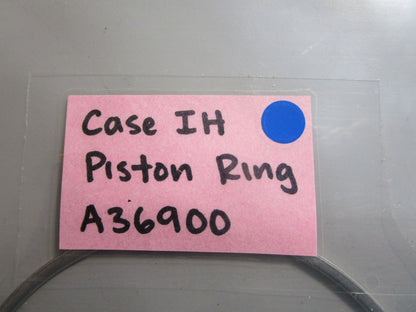 Case IH
Piston Ring
A36900